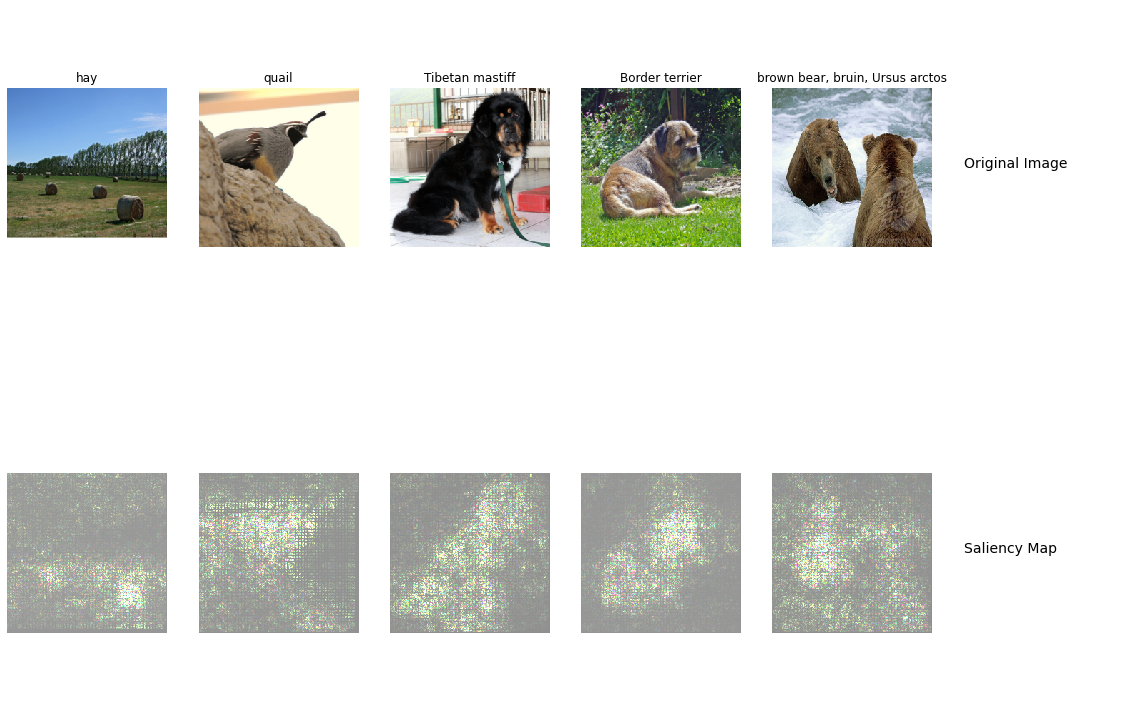 hay
quail
Tibetan mastiff
Border terrier
brown bear, bruin, Ursus arctos
Original Image
Saliency Map